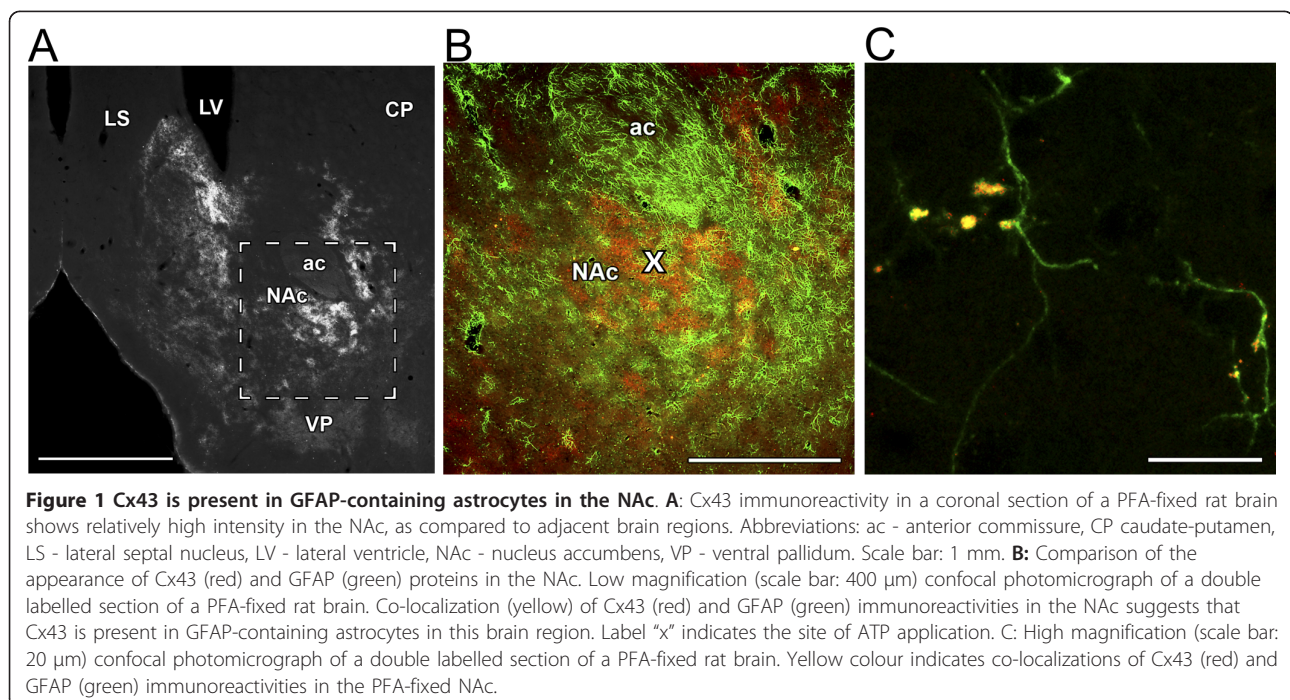 A
B
C
LS
LV
CP
ac
NAc
VP
ac
NAc
X
Figure 1 Cx43 is present in GFAP-containing astrocytes in the NAc. A: Cx43 immunoreactivity in a coronal section of a PFA-fixed rat brain
shows relatively high intensity in the NAc, as compared to adjacent brain regions. Abbreviations: ac - anterior commissure, CP caudate-putamen,
LS - lateral septal nucleus, LV - lateral ventricle, NAc - nucleus accumbens, VP - ventral pallidum. Scale bar: 1 mm. B: Comparison of the
appearance of Cx43 (red) and GFAP (green) proteins in the NAc. Low magnification (scale bar: 400 μm) confocal photomicrograph of a double
labelled section of a PFA-fixed rat brain. Co-localization (yellow) of Cx43 (red) and GFAP (green) immunoreactivities in the NAc suggests that
Cx43 is present in GFAP-containing astrocytes in this brain region. Label “x” indicates the site of ATP application. C: High magnification (scale bar:
20 μm) confocal photomicrograph of a double labelled section of a PFA-fixed rat brain. Yellow colour indicates co-localizations of Cx43 (red) and
GFAP (green) immunoreactivities in the PFA-fixed NAc.